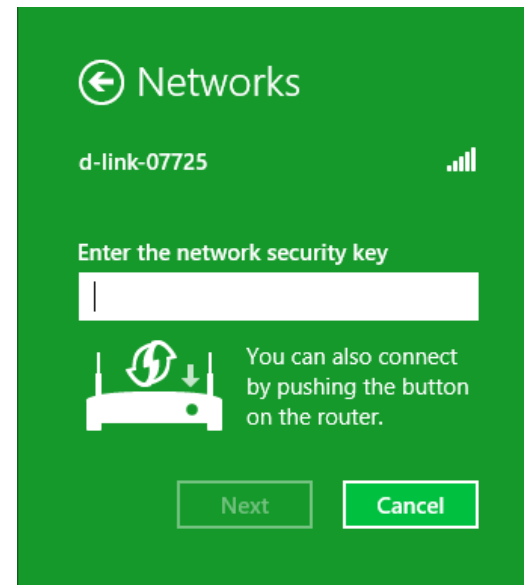 Networks
d-link-07725
Enter the network security key
You can also connect
by pushing the button
on the router.
Next
Cancel